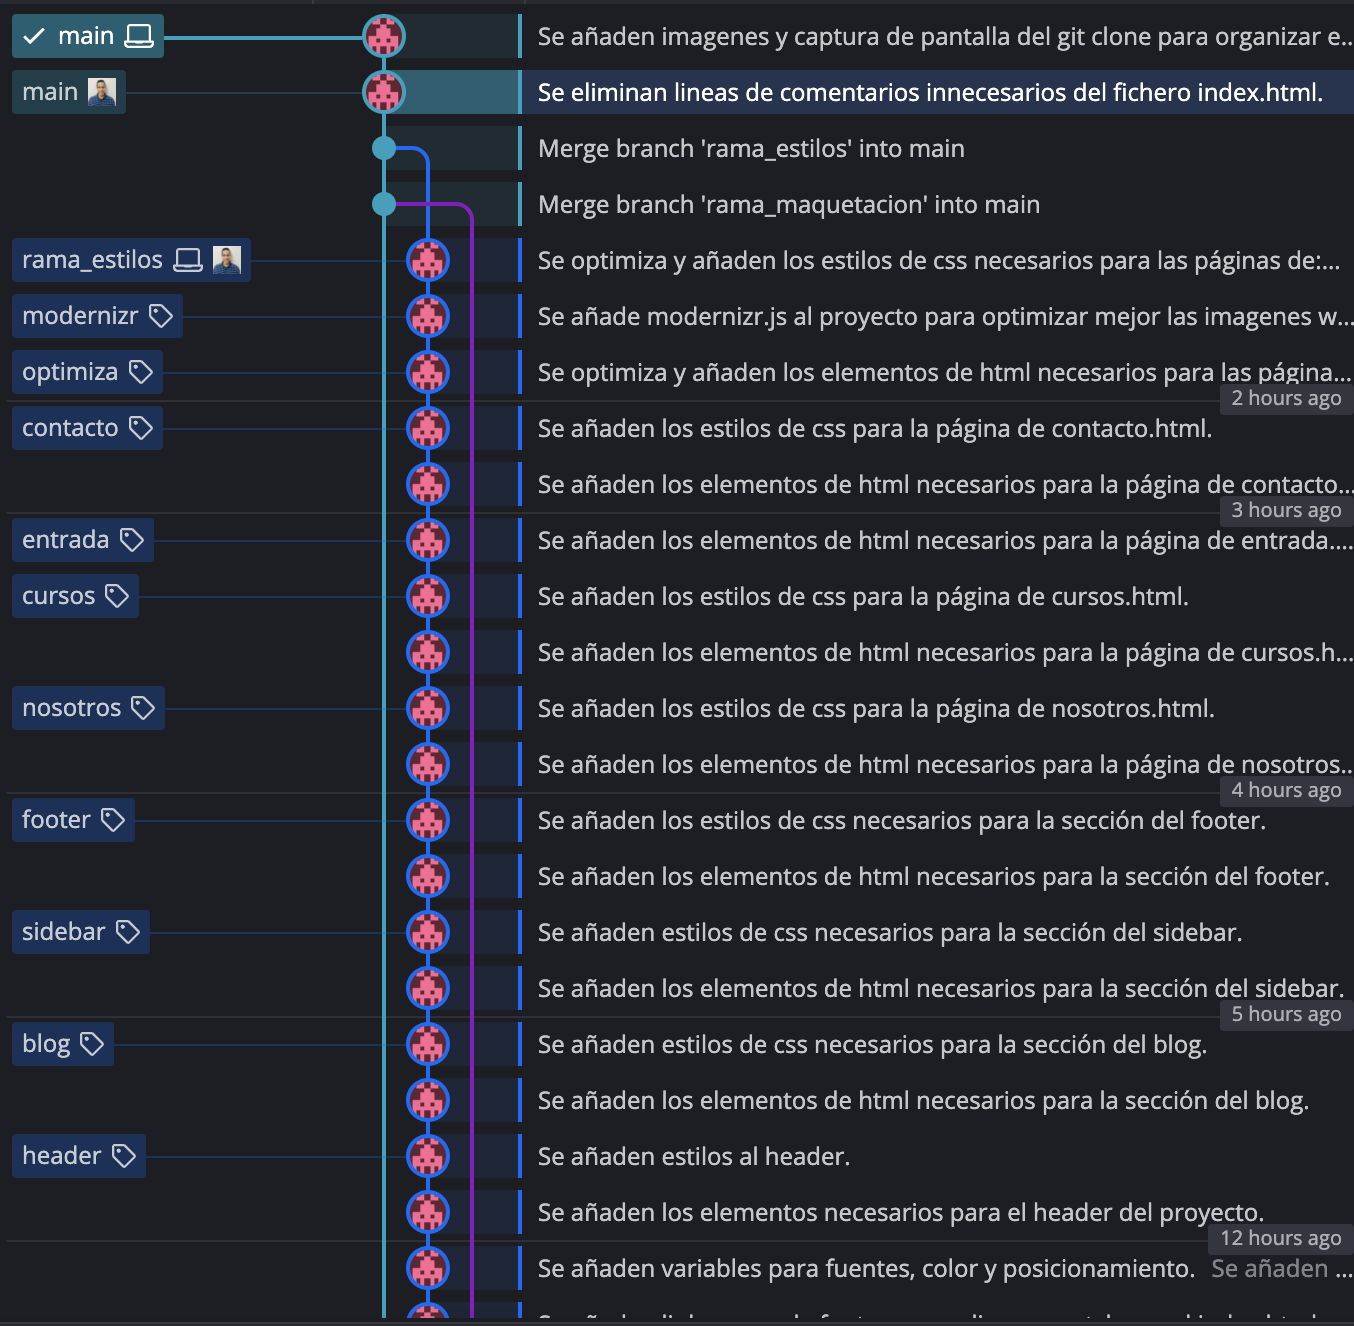 main Se añaden imagenes y captura de pantalla del git clone para organizar e...
main Se eliminan lineas de comentarios innecesarios del fichero index.html.
Merge branch 'rama_estilos' into main
Merge branch 'rama_maquetacion' into main
rama_estilos Se optimiza y añaden los estilos de css necesarios para las páginas de:...
modernizr Se añade modernizr.js al proyecto para optimizar mejor las imagenes w...
optimiza Se optimiza y añaden los elementos de html necesarios para las página...
2 hours ago
contacto Se añaden los estilos de css para la página de contacto.html.
Se añaden los elementos de html necesarios para la página de contacto...
3 hours ago
entrada Se añaden los elementos de html necesarios para la página de entrada....
cursos Se añaden los estilos de css para la página de cursos.html.
Se añaden los elementos de html necesarios para la página de cursos.h...
nosotros Se añaden los estilos de css para la página de nosotros.html.
Se añaden los elementos de html necesarios para la página de nosotros...
4 hours ago
footer Se añaden los estilos de css necesarios para la sección del footer.
Se añaden los elementos de html necesarios para la sección del footer.
sidebar Se añaden estilos de css necesarios para la sección del sidebar.
Se añaden los elementos de html necesarios para la sección del sidebar.
5 hours ago
blog Se añaden estilos de css necesarios para la sección del blog.
Se añaden los elementos de html necesarios para la sección del blog.
header Se añaden estilos al header.
Se añaden los elementos necesarios para el header del proyecto.
12 hours ago
Se añaden variables para fuentes, color y posicionamiento. Se añaden ...